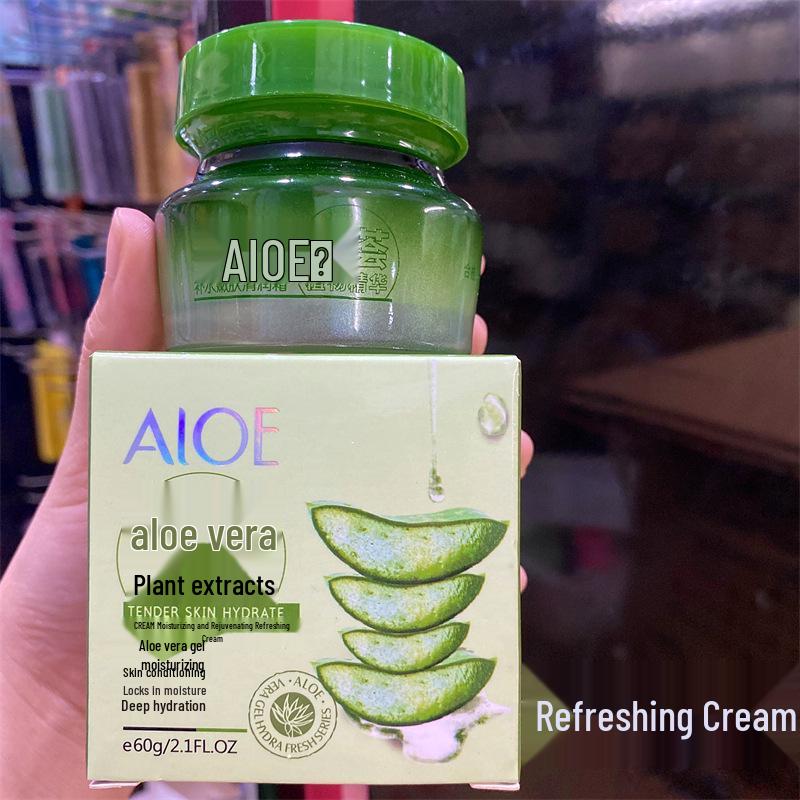 AIOE?
精华
AIOE
aloe vera
Plant extracts
TENDER SKIN HYDRATE
CREAM Moisturizing and Rejuvenating Refreshing
Cream
Aloe vera gel
moisturizing
Skin conditioning
Locks in moisture
Deep hydration
e60g/2.1FL.OZ
ALOE · VERA GEL HYDRA FRESH SERIES ·
Refreshing Cream